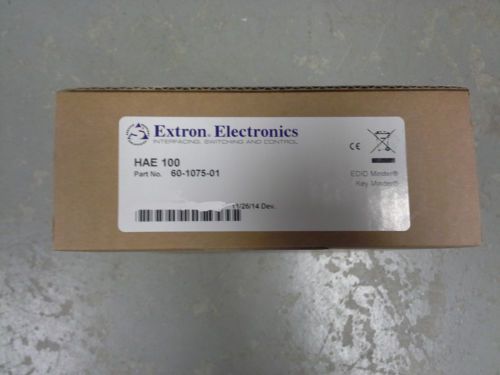 Extron® Electronics
INTERFACING, SWITCHING AND CONTROL
HAE 100
Part No. 60-1075-01
CE
EDID Minder®
Key Minder®
11/26/14 Dev.